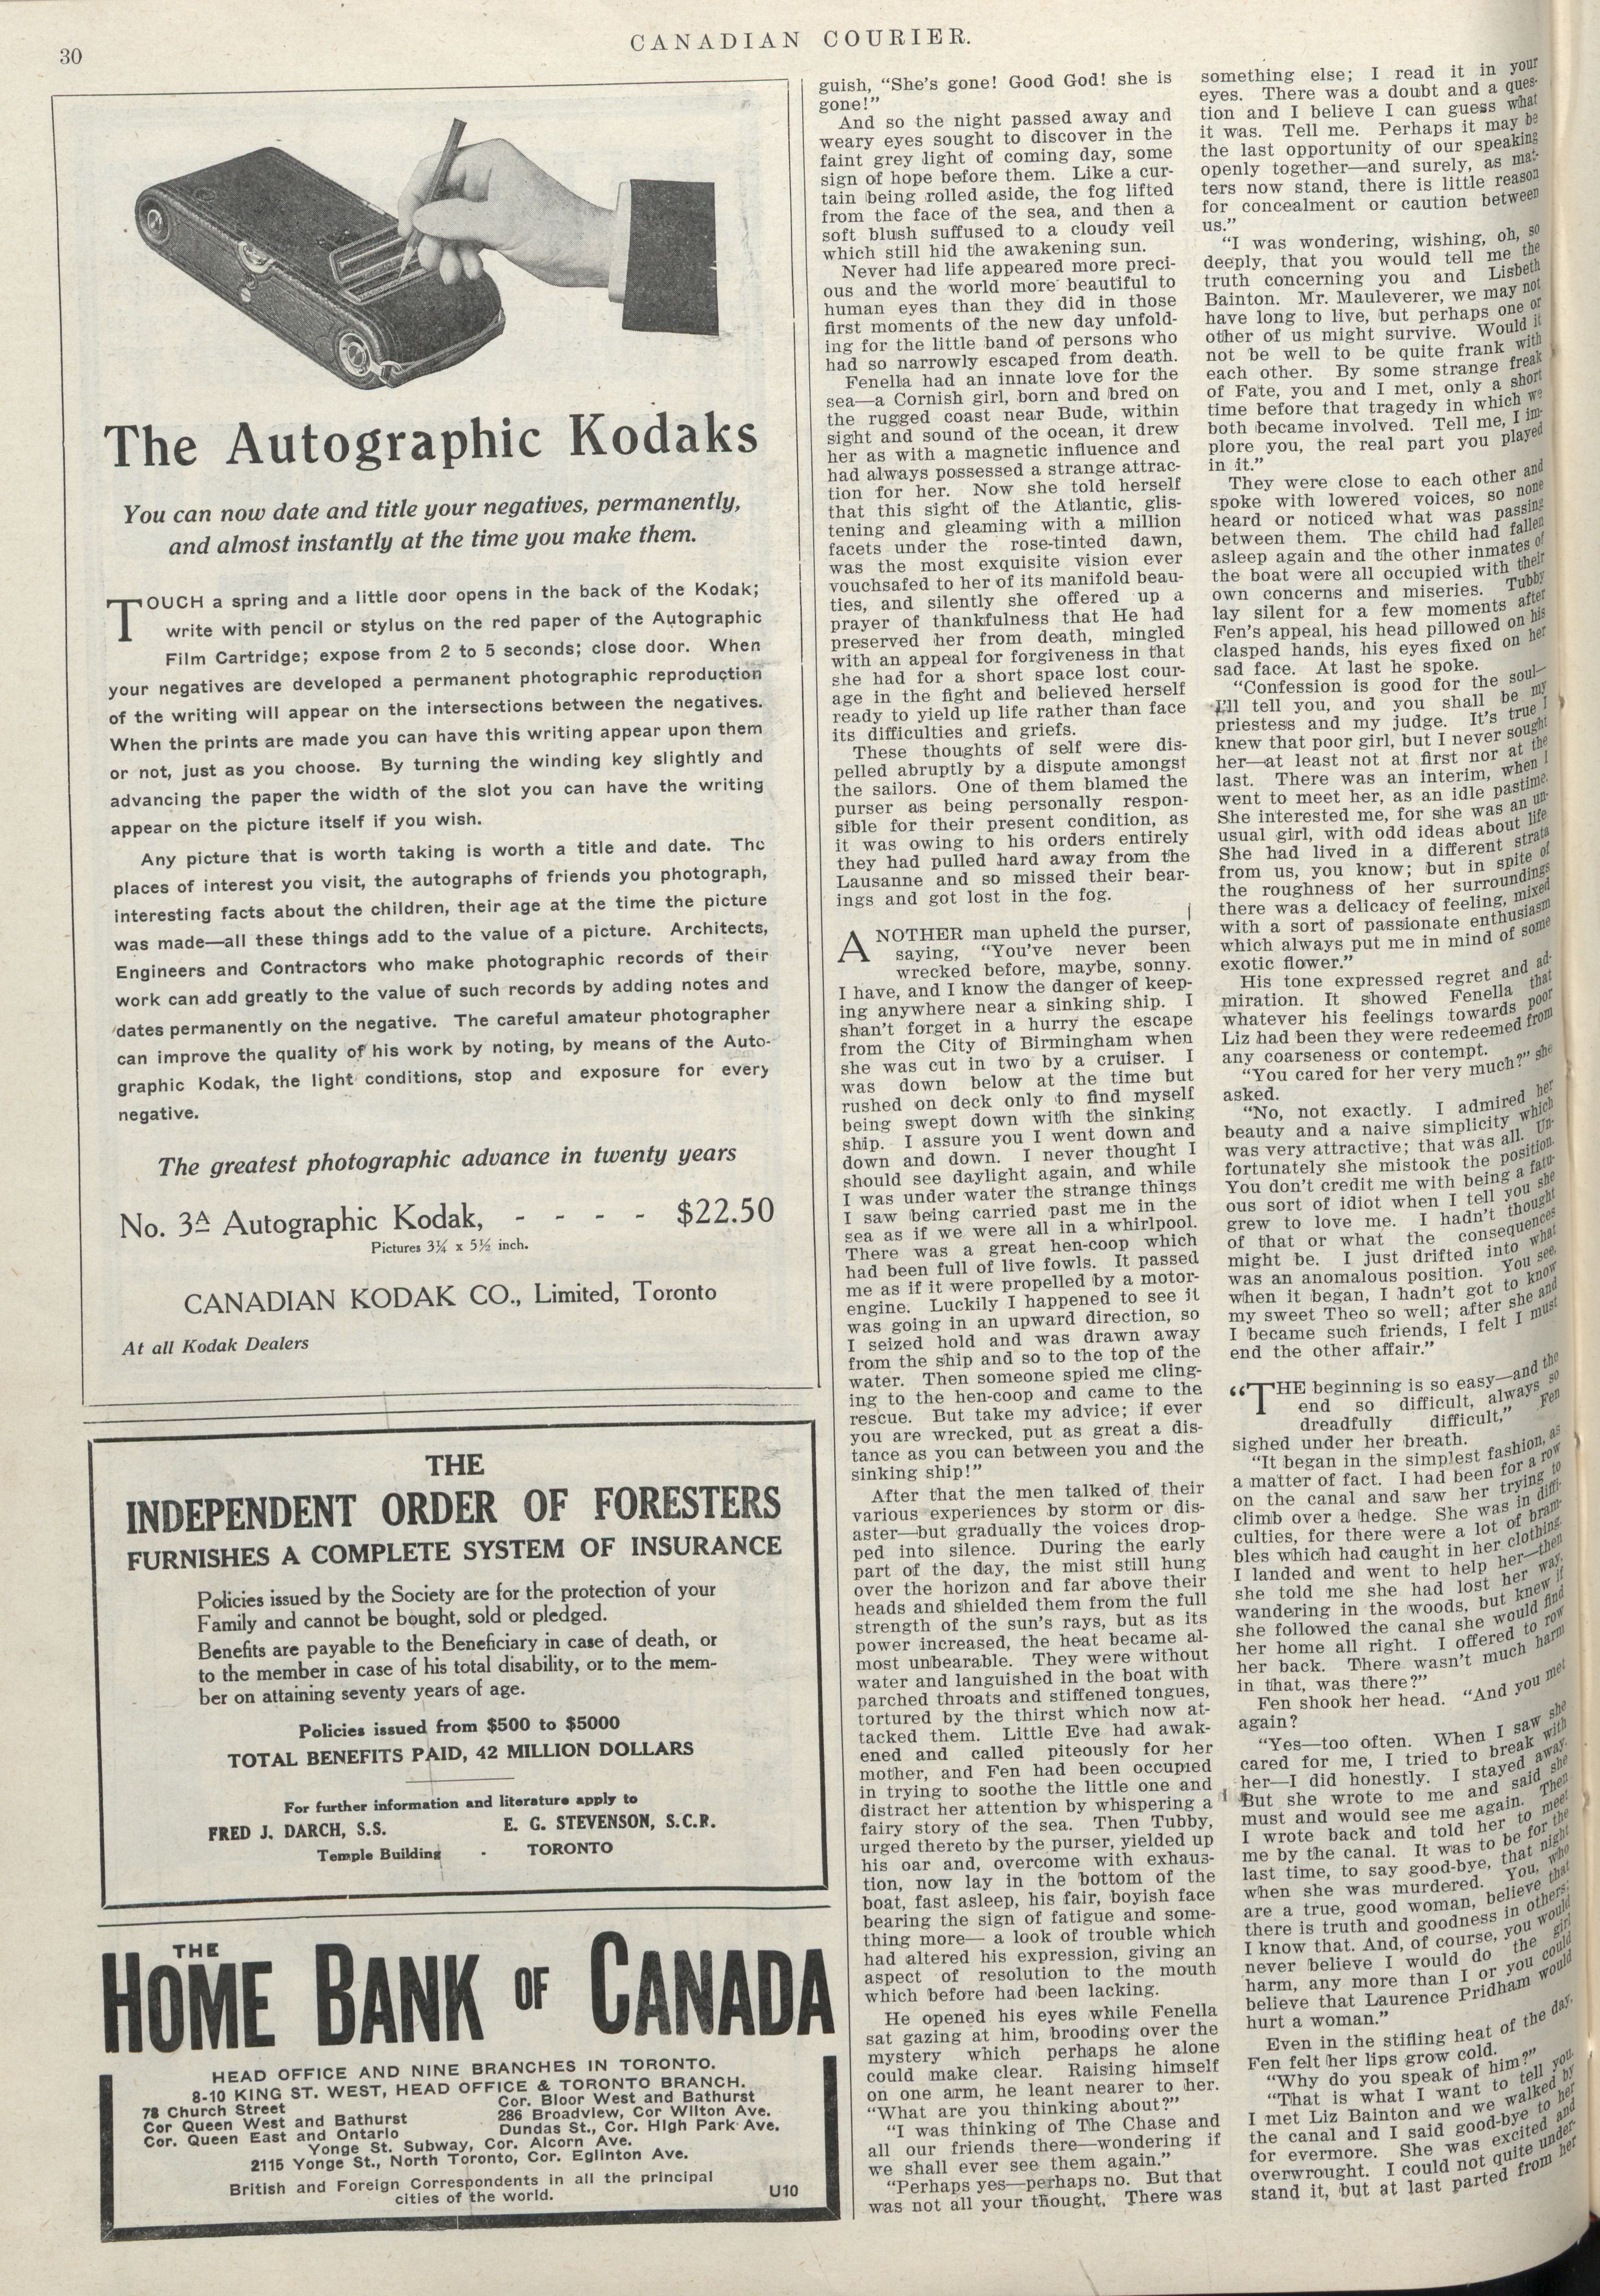 30
CANADIAN COURIER.
The Autographic Kodaks
You can now date and title your negatives, permanently,
and almost instantly at the time you make them.
TOUCH a spring and a little door opens in the back of the Kodak;
write with pencil or stylus on the red paper of the Autographic
Film Cartridge; expose from 2 to 5 seconds; close door. When
your negatives are developed a permanent photographic reproduction
of the writing will appear on the intersections between the negatives.
When the prints are made you can have this writing appear upon them
or not, just as you choose. By turning the winding key slightly and
advancing the paper the width of the slot you can have the writing
appear on the picture itself if you wish.
Any picture that is worth taking is worth a title and date. The
places of interest you visit, the autographs of friends you photograph,
interesting facts about the children, their age at the time the picture
was made—all these things add to the value of a picture. Architects,
Engineers and Contractors who make photographic records of their
work can add greatly to the value of such records by adding notes and
dates permanently on the negative. The careful amateur photographer
can improve the quality of his work by noting, by means of the Auto-
graphic Kodak, the light conditions, stop and exposure for every
negative.
The greatest photographic advance in twenty years
No. 3A Autographic Kodak, - - - - $22.50
Pictures 3¼ x 5½ inch.
CANADIAN KODAK CO., Limited, Toronto
At all Kodak Dealers
THE
INDEPENDENT ORDER OF FORESTERS
FURNISHES A COMPLETE SYSTEM OF INSURANCE
Policies issued by the Society are for the protection of your
Family and cannot be bought, sold or pledged.
Benefits are payable to the Beneficiary in case of death, or
to the member in case of his total disability, or to the mem-
ber on attaining seventy years of age.
Policies issued from $500 to $5000
TOTAL BENEFITS PAID, 42 MILLION DOLLARS
For further information and literature apply to
FRED J. DARCH, S.S. E. G. STEVENSON, S.C.R.
Temple Building - TORONTO
THE
HOME BANK OF CANADA
HEAD OFFICE AND NINE BRANCHES IN TORONTO.
8-10 KING ST. WEST, HEAD OFFICE & TORONTO BRANCH.
78 Church Street Cor. Bloor West and Bathurst
Cor Queen West and Bathurst 286 Broadview, Cor Wilton Ave.
Cor. Queen East and Ontario Dundas St., Cor. High Park Ave.
Yonge St. Subway, Cor. Alcorn Ave.
2115 Yonge St., North Toronto, Cor. Eglinton Ave.
British and Foreign Correspondents in all the principal
cities of the world. U10
guish, “She's gone! Good God! she is
gone!”
And so the night passed away and
weary eyes sought to discover in the
faint grey light of coming day, some
sign of hope before them. Like a cur-
tain being rolled aside, the fog lifted
from the face of the sea, and then a
soft blush suffused to a cloudy veil
which still hid the awakening sun.
Never had life appeared more preci-
ous and the world more beautiful to
human eyes than they did in those
first moments of the new day unfold-
ing for the little band of persons who
had so narrowly escaped from death.
Fenella had an innate love for the
sea—a Cornish girl, born and bred on
the rugged coast near Bude, within
sight and sound of the ocean, it drew
her as with a magnetic influence and
had always possessed a strange attrac-
tion for her. Now she told herself
that this sight of the Atlantic, glis-
tening and gleaming with a million
facets under the rose-tinted dawn,
was the most exquisite vision ever
vouchsafed to her of its manifold beau-
ties, and silently she offered up a
prayer of thankfulness that He had
preserved her from death, mingled
with an appeal for forgiveness in that
she had for a short space lost cour-
age in the fight and believed herself
ready to yield up life rather than face
its difficulties and griefs.
These thoughts of self were dis-
pelled abruptly by a dispute amongst
the sailors. One of them blamed the
purser as being personally respon-
sible for their present condition, as
it was owing to his orders entirely
they had pulled hard away from the
Lausanne and so missed their bear-
ings and got lost in the fog.
ANOTHER man upheld the purser,
saying, “You've never been
wrecked before, maybe, sonny.
I have, and I know the danger of keep-
ing anywhere near a sinking ship. I
shan't forget in a hurry the escape
from the City of Birmingham when
she was cut in two by a cruiser. I
was down below at the time but
rushed on deck only to find myself
being swept down with the sinking
ship. I assure you I went down and
down and down. I never thought I
should see daylight again, and while
I was under water the strange things
I saw being carried past me in the
sea as if we were all in a whirlpool.
There was a great hen-coop which
had been full of live fowls. It passed
me as if it were propelled by a motor-
engine. Luckily I happened to see it
was going in an upward direction, so
I seized hold and was drawn away
from the ship and so to the top of the
water. Then someone spied me cling-
ing to the hen-coop and came to the
rescue. But take my advice; if ever
you are wrecked, put as great a dis-
tance as you can between you and the
sinking ship!”
After that the men talked of their
various experiences by storm or dis-
aster—but gradually the voices drop-
ped into silence. During the early
part of the day, the mist still hung
over the horizon and far above their
heads and shielded them from the full
strength of the sun's rays, but as its
power increased, the heat became al-
most unbearable. They were without
water and languished in the boat with
parched throats and stiffened tongues,
tortured by the thirst which now at-
tacked them. Little Eve had awak-
ened and called piteously for her
mother, and Fen had been occupied
in trying to soothe the little one and
distract her attention by whispering a
fairy story of the sea. Then Tubby,
urged thereto by the purser, yielded up
his oar and, overcome with exhaus-
tion, now lay in the bottom of the
boat, fast asleep, his fair, boyish face
bearing the sign of fatigue and some-
thing more— a look of trouble which
had altered his expression, giving an
aspect of resolution to the mouth
which before had been lacking.
He opened his eyes while Fenella
sat gazing at him, brooding over the
mystery which perhaps he alone
could make clear. Raising himself
on one arm, he leant nearer to her.
“What are you thinking about?”
“I was thinking of The Chase and
all our friends there—wondering if
we shall ever see them again.”
“Perhaps yes—perhaps no. But that
was not all your thought. There was
something else; I read it in your
eyes. There was a doubt and a ques-
tion and I believe I can guess what
it was. Tell me. Perhaps it may be
the last opportunity of our speaking
openly together—and surely, as mat-
ters now stand, there is little reason
for concealment or caution between
us.”
“I was wondering, wishing, oh, so
deeply, that you would tell me the
truth concerning you and Lisbeth
Bainton. Mr. Mauleverer, we may not
have long to live, but perhaps one or
other of us might survive. Would it
not be well to be quite frank with
each other. By some strange freak
of Fate, you and I met, only a short
time before that tragedy in which we
both became involved. Tell me, I im-
plore you, the real part you played
in it.”
They were close to each other and
spoke with lowered voices, so none
heard or noticed what was passing
between them. The child had fallen
asleep again and the other inmates of
the boat were all occupied with their
own concerns and miseries. Tubby
lay silent for a few moments after
Fen's appeal, his head pillowed on his
clasped hands, his eyes fixed on her
sad face. At last he spoke.
“Confession is good for the soul—
I'll tell you, and you shall be my
priestess and my judge. It's true I
knew that poor girl, but I never sought
her—at least not at first nor at the
last. There was an interim, when I
went to meet her, as an idle pastime.
She interested me, for she was an un-
usual girl, with odd ideas about life.
She had lived in a different strata
from us, you know; but in spite of
the roughness of her surroundings
there was a delicacy of feeling, mixed
with a sort of passionate enthusiasm
which always put me in mind of some
exotic flower.”
His tone expressed regret and ad-
miration. It showed Fenella that
whatever his feelings towards poor
Liz had been they were redeemed from
any coarseness or contempt.
“You cared for her very much?” she
asked.
“No, not exactly. I admired her
beauty and a naive simplicity which
was very attractive; that was all. Un-
fortunately she mistook the position.
You don't credit me with being a fatu-
ous sort of idiot when I tell you she
grew to love me. I hadn't thought
of that or what the consequences
might be. I just drifted into what
was an anomalous position. You see,
when it began, I hadn't got to know
my sweet Theo so well; after she and
I became such friends, I felt I must
end the other affair.”
“THE beginning is so easy—and the
end so difficult, always so
dreadfully difficult,” Fen
sighed under her breath.
“It began in the simplest fashion, as
a matter of fact. I had been for a row
on the canal and saw her trying to
climb over a hedge. She was in diffi-
culties, for there were a lot of bram-
bles which had caught in her clothing.
I landed and went to help her—then
she told me she had lost her way,
wandering in the woods, but knew if
she followed the canal she would find
her home all right. I offered to row
her back. There wasn't much harm
in that, was there?”
Fen shook her head. “And you met
again?
“Yes—too often. When I saw she
cared for me, I tried to break with
her—I did honestly. I stayed away.
But she wrote to me and said she
must and would see me again. Then
I wrote back and told her to meet
me by the canal. It was to be for the
last time, to say good-bye, that night
when she was murdered. You, who
are a true, good woman, believe that
there is truth and goodness in others;
I know that. And, of course, you would
never believe I would do the girl
harm, any more than I or you could
believe that Laurence Pridham would
hurt a woman.”
Even in the stifling heat of the day,
Fen felt her lips grow cold.
“Why do you speak of him?”
“That is what I want to tell you.
I met Liz Bainton and we walked by
the canal and I said good-bye to her
for evermore. She was excited and
overwrought. I could not quite under-
stand it, but at last parted from her